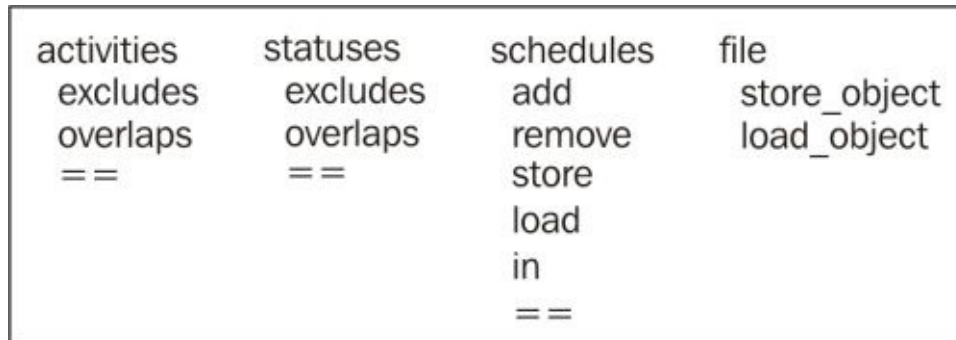 activities
excludes
overlaps
==
statuses
excludes
overlaps
==
schedules
add
remove
store
load
in
==
file
store_object
load_object